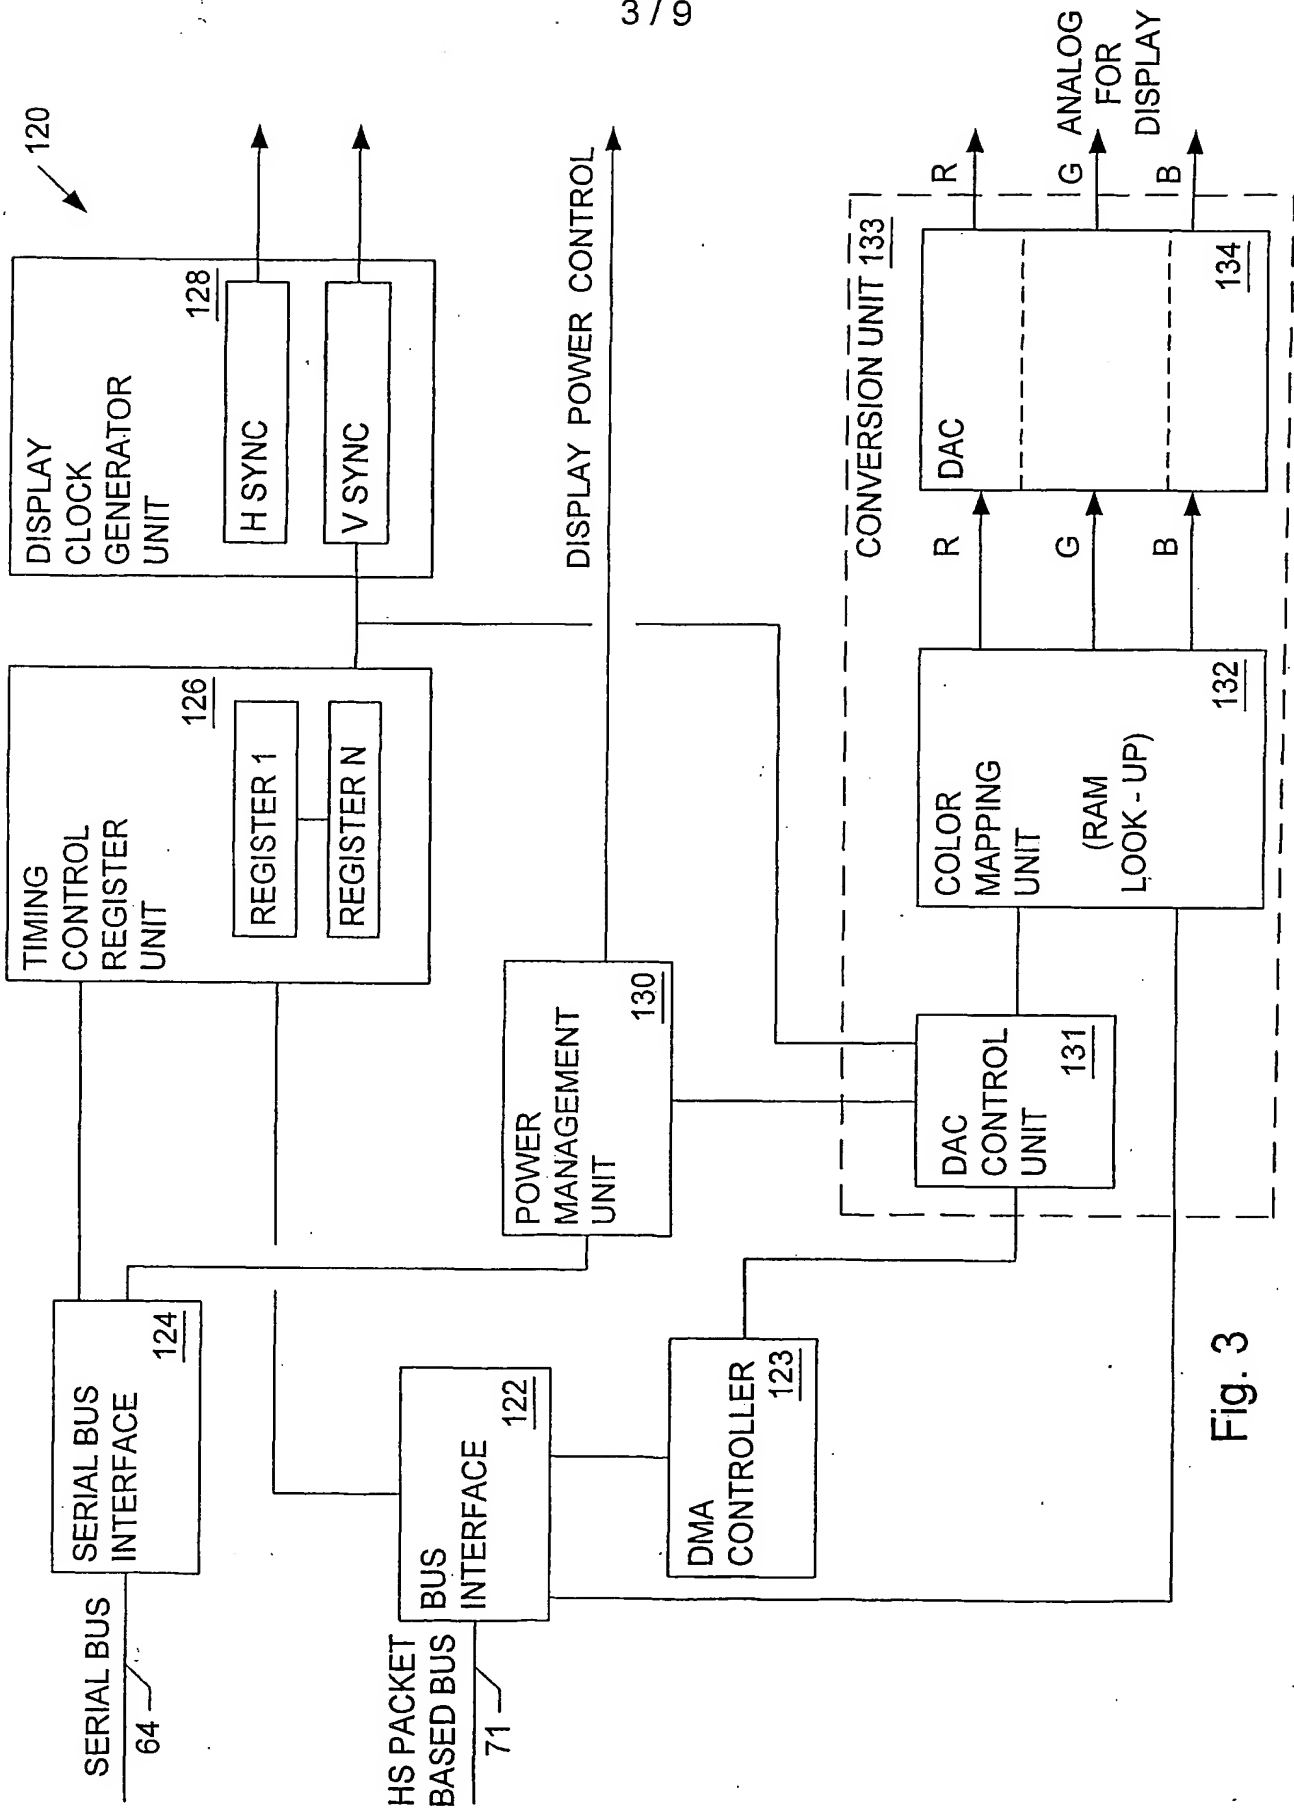 3 / 9
120
DISPLAY
CLOCK
GENERATOR
UNIT
128
H SYNC
V SYNC
TIMING
CONTROL
REGISTER
UNIT
126
REGISTER 1
REGISTER N
SERIAL BUS
INTERFACE
124
SERIAL BUS
64
DISPLAY POWER CONTROL
POWER
MANAGEMENT
UNIT
130
BUS
INTERFACE
122
HS PACKET
BASED BUS
71
DMA
CONTROLLER
123
CONVERSION UNIT 133
DAC
CONTROL
UNIT
131
COLOR
MAPPING
UNIT
(RAM
LOOK - UP)
132
R
G
B
DAC
134
R
G
B
ANALOG
FOR
DISPLAY
Fig. 3